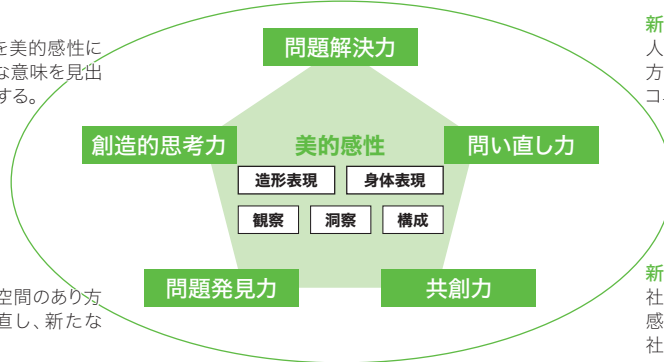 新
人
方
コ
を美的感性に
な意味を見出
する。
問題解決力
創造的思考力
美的感性
問い直し力
造形表現
身体表現
観察
洞察
構成
問題発見力
共創力
空間のあり方
直し、新たな
新
社
感
社